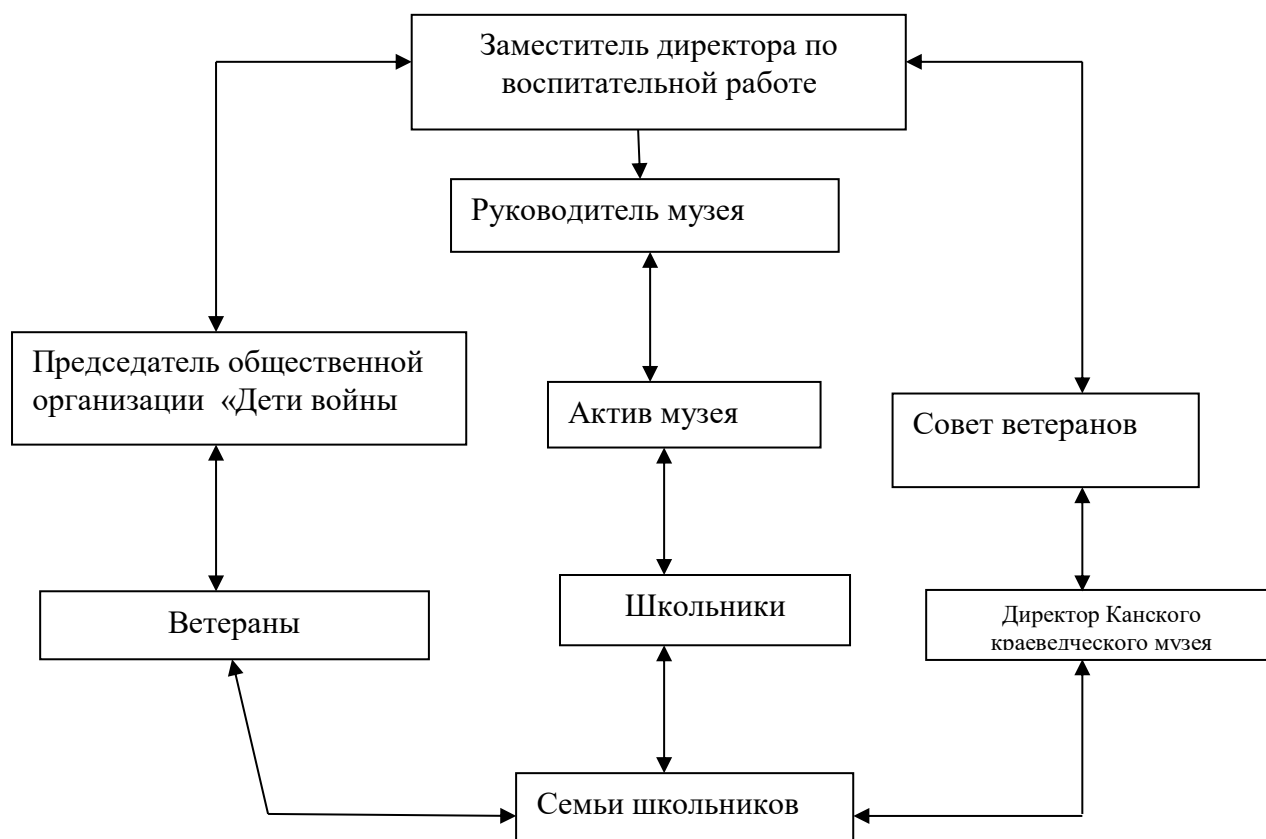 Заместитель директора по
воспитательной работе
Руководитель музея
Председатель общественной
организации «Дети войны
Актив музея
Совет ветеранов
Ветераны
Школьники
Директор Канского
краеведческого музея
Семьи школьников